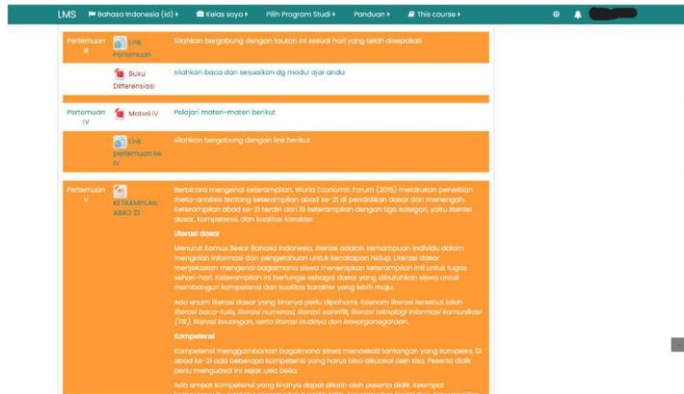 LMS Bahasa Indonesia (id) Kelas saya Pilih Program Studi Panduan This course
Pertemuan III
Link Pertemuan
Silahkan bergabung dengan tautan ini sesuai hari yang telah disepakati
Buku Differensiasi
silahkan baca dan sesuaikan dg modul ajar anda
Pertemuan IV
Materi IV
Pelajari materi-materi berikut
Link pertemuan ke IV
silahkan bergabung dengan link berikut
Pertemuan V
KETRAMPILAN ABAD 21
Berbicara mengenai keterampilan, World Economic Forum (2015) melakukan penelitian
meta-analisis tentang keterampilan abad ke-21 di pendidikan dasar dan menengah.
Keterampilan abad ke-21 terdiri dari 16 keterampilan dengan tiga kategori, yaitu literasi
dasar, kompetensi, dan kualitas karakter.
Literasi dasar
Menurut Kamus Besar Bahasa Indonesia, literasi adalah kemampuan individu dalam
mengolah informasi dan pengetahuan untuk kecakapan hidup. Literasi dasar
menjelaskan mengenai bagaimana siswa menerapkan keterampilan inti untuk tugas
sehari-hari. Keterampilan ini berfungsi sebagai dasar yang dibutuhkan siswa untuk
membangun kompetensi dan kualitas karakter yang lebih maju.
Ada enam literasi dasar yang kiranya perlu dipahami. Keenam literasi tersebut ialah
literasi baca-tulis, literasi numerasi, literasi saintifik, literasi teknologi informasi komunikasi
(TIK), literasi keuangan, serta literasi budaya dan kewarganegaraan.
Kompetensi
Kompetensi menggambarkan bagaimana siswa mendekati tantangan yang kompleks. Di
abad ke-21 ada beberapa kompetensi yang harus bisa dikuasai oleh kita. Peserta didik
perlu menguasai ini sejak usia belia.
Ada empat kompetensi yang kiranya dapat dilatih oleh peserta didik. Keempat